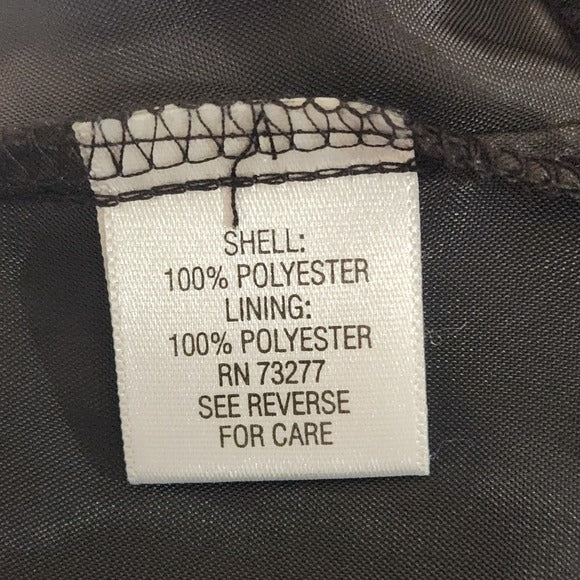 SHELL:
100% POLYESTER
LINING:
100% POLYESTER
RN 73277
SEE REVERSE
FOR CARE